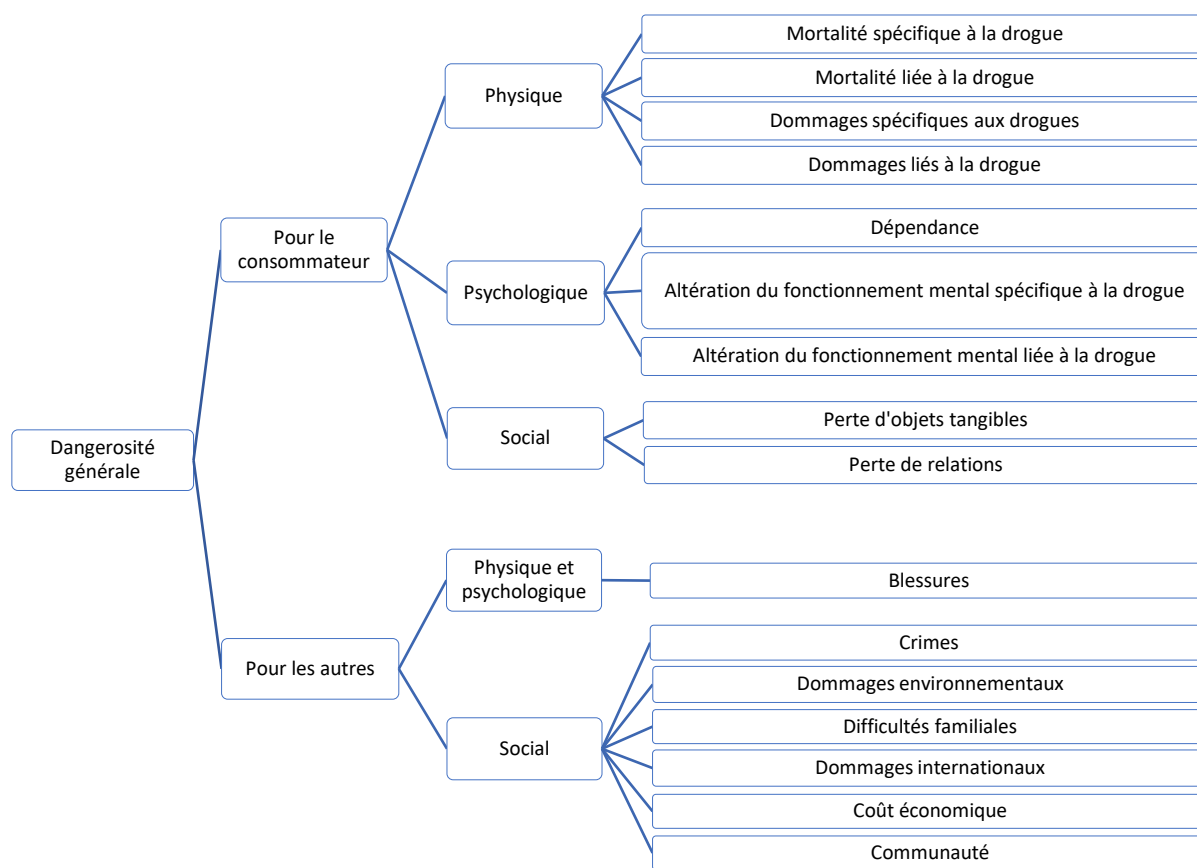 Mortalité spécifique à la drogue
Mortalité liée à la drogue
Physique
Dommages spécifiques aux drogues
Dommages liés à la drogue
Pour le
consommateur
Dépendance
Psychologique
Altération du fonctionnement mental spécifique à la drogue
Altération du fonctionnement mental liée à la drogue
Social
Perte d'objets tangibles
Perte de relations
Dangerosité
générale
Physique et
psychologique
Blessures
Pour les autres
Crimes
Dommages environnementaux
Difficultés familiales
Social
Dommages internationaux
Coût économique
Communauté